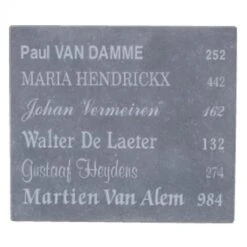 Paul VAN DAMME 252
MARIA HENDRICKX 442
Johan Vermeiren 162
Walter De Laeter 132
Gustaaf Heydens 274
Martien Van Alem 984